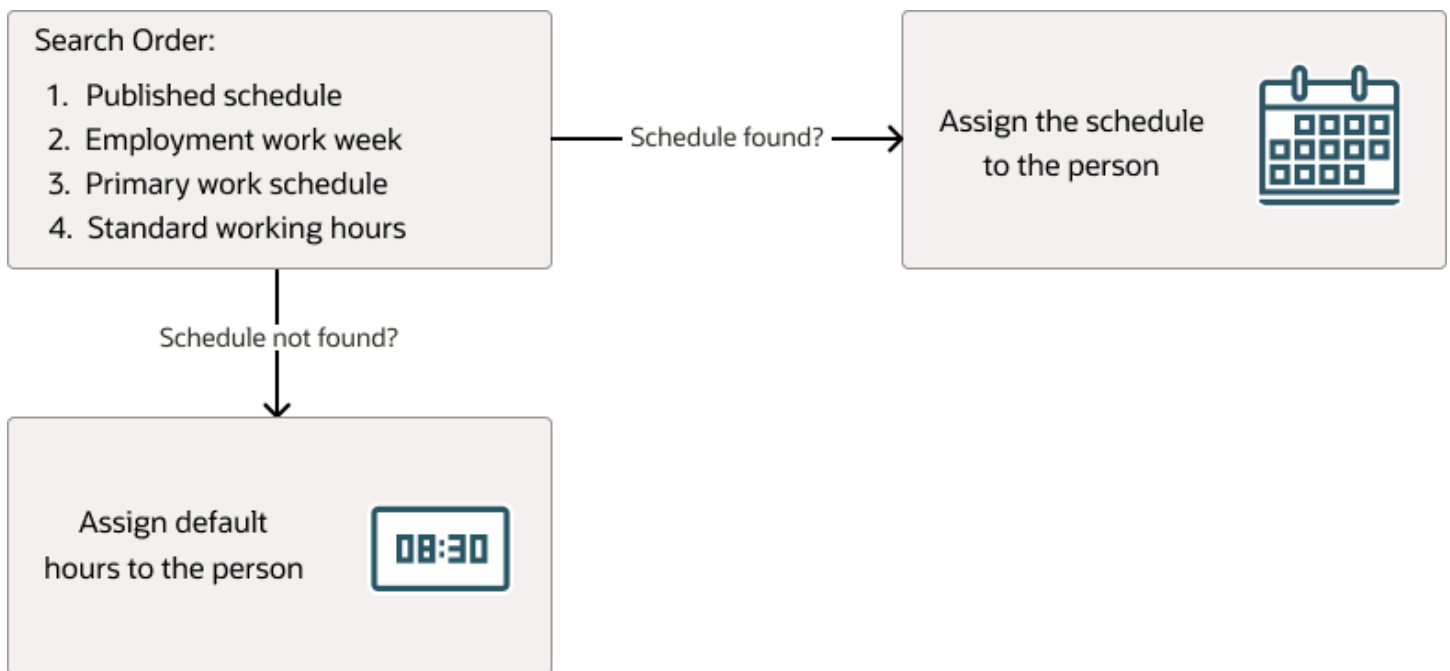 Search Order:
1. Published schedule
2. Employment work week
3. Primary work schedule
4. Standard working hours
Schedule found?
Assign the schedule
to the person
Schedule not found?
Assign default
hours to the person
08:30